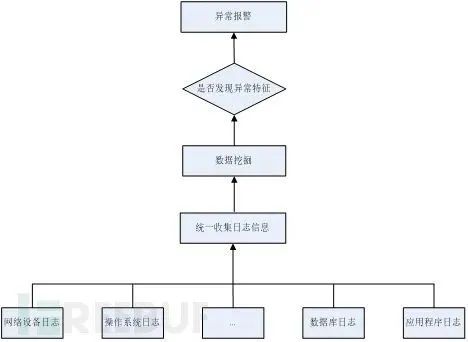 异常报警
是否发现异常特征
数据挖掘
统一收集日志信息
网络设备日志
操作系统日志
...
数据库日志
应用程序日志
REEBUF